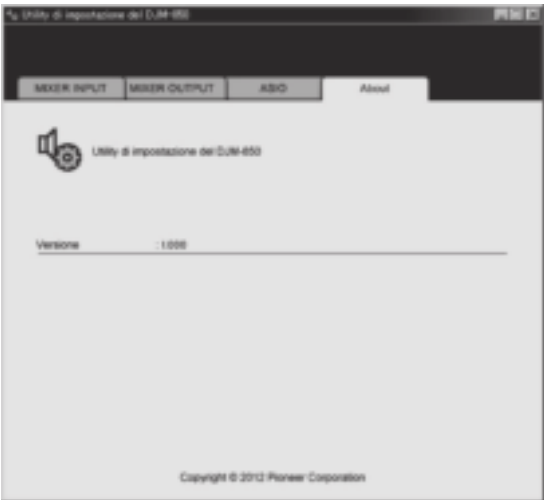 Utility di impostazione del DJM-850
MIXER INPUT MIXER OUTPUT ASIO About
Utility di impostazione del DJM-850
Versione : 1.000
Copyright © 2012 Pioneer Corporation